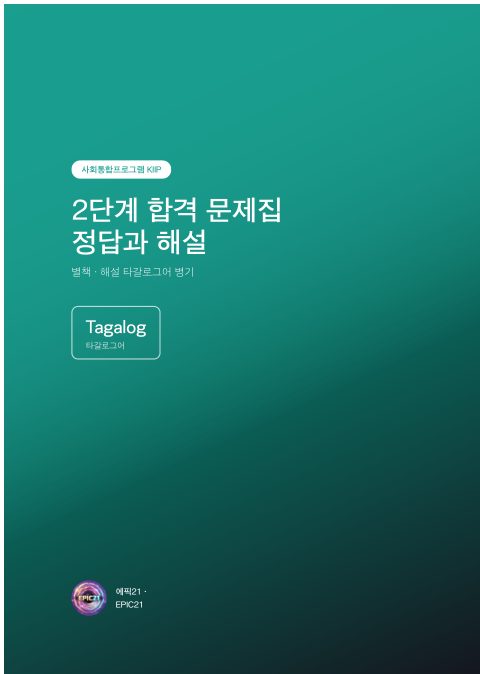 사회통합프로그램 KIIP
2단계 합격 문제집
정답과 해설
별책 · 해설 타갈로그어 병기
Tagalog
타갈로그어
EPIC21
에픽21 ·
EPIC21